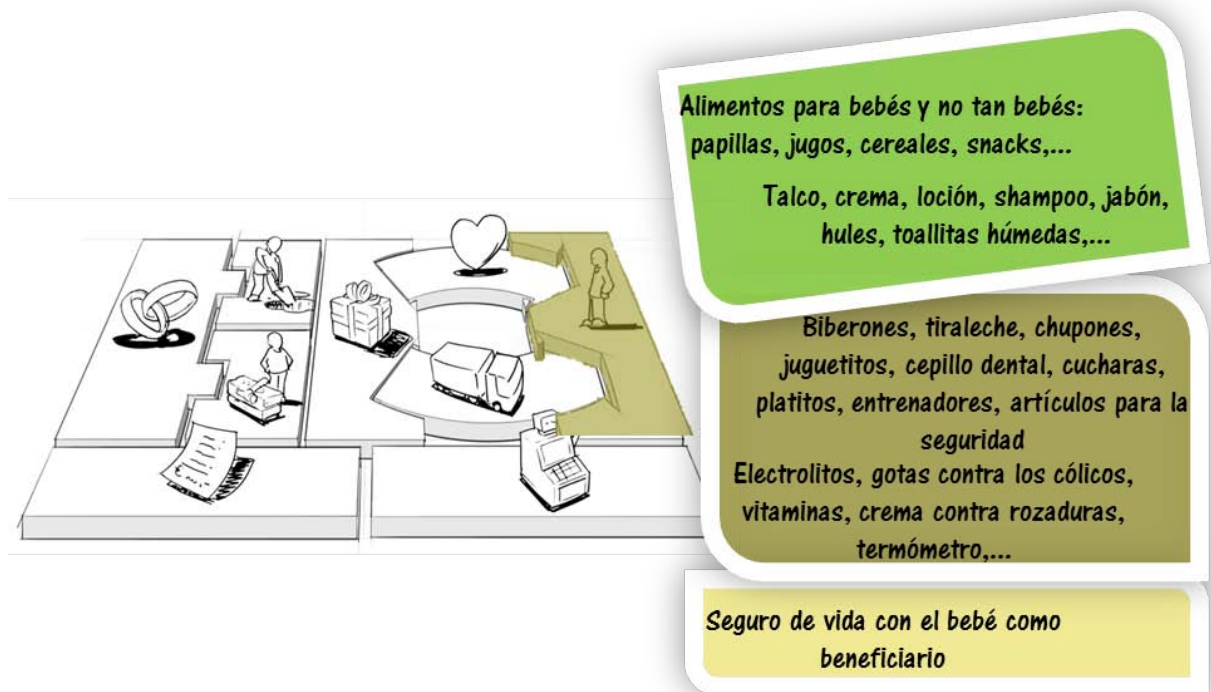 Alimentos para bebés y no tan bebés:
papillas, jugos, cereales, snacks,...
Talco, crema, loción, shampoo, jabón,
hules, toallitas húmedas,...
Biberones, tiraleche, chupones,
juguetitos, cepillo dental, cucharas,
platitos, entrenadores, artículos para la
seguridad
Electrolitos, gotas contra los cólicos,
vitaminas, crema contra rozaduras,
termómetro,...
Seguro de vida con el bebé como
beneficiario